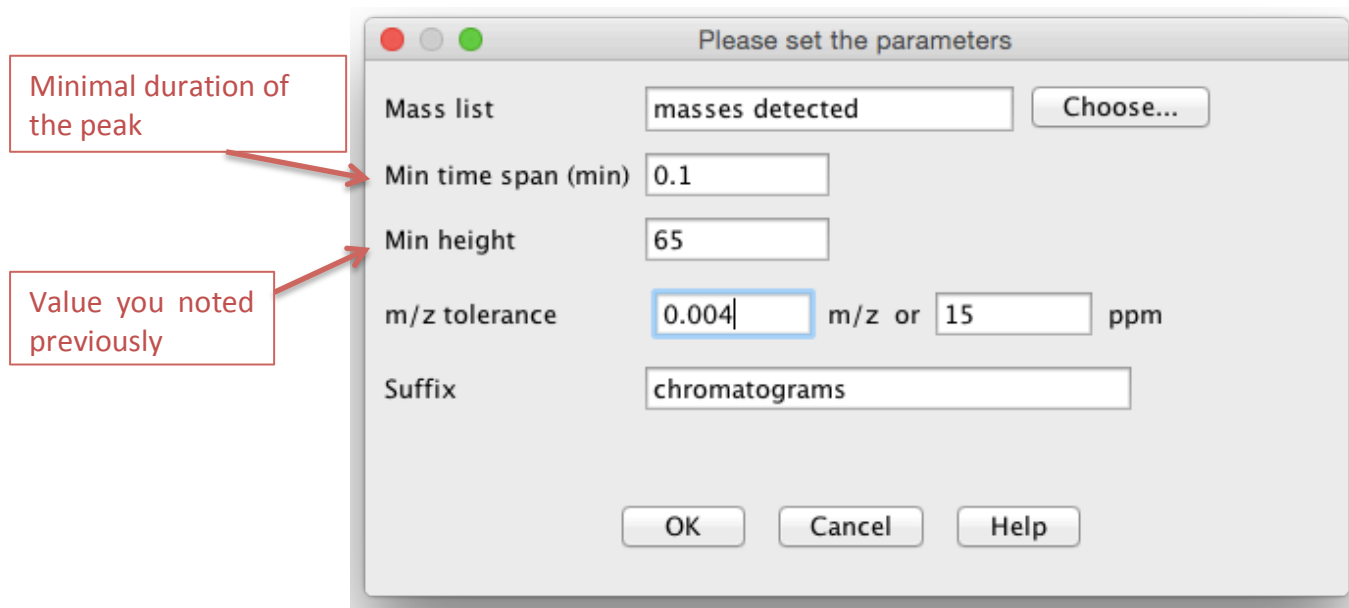 Please set the parameters
Minimal duration of
the peak
Mass list masses detected Choose...
Min time span (min) 0.1
Min height 65
Value you noted
previously
m/z tolerance 0.004 m/z or 15 ppm
Suffix chromatograms
OK Cancel Help